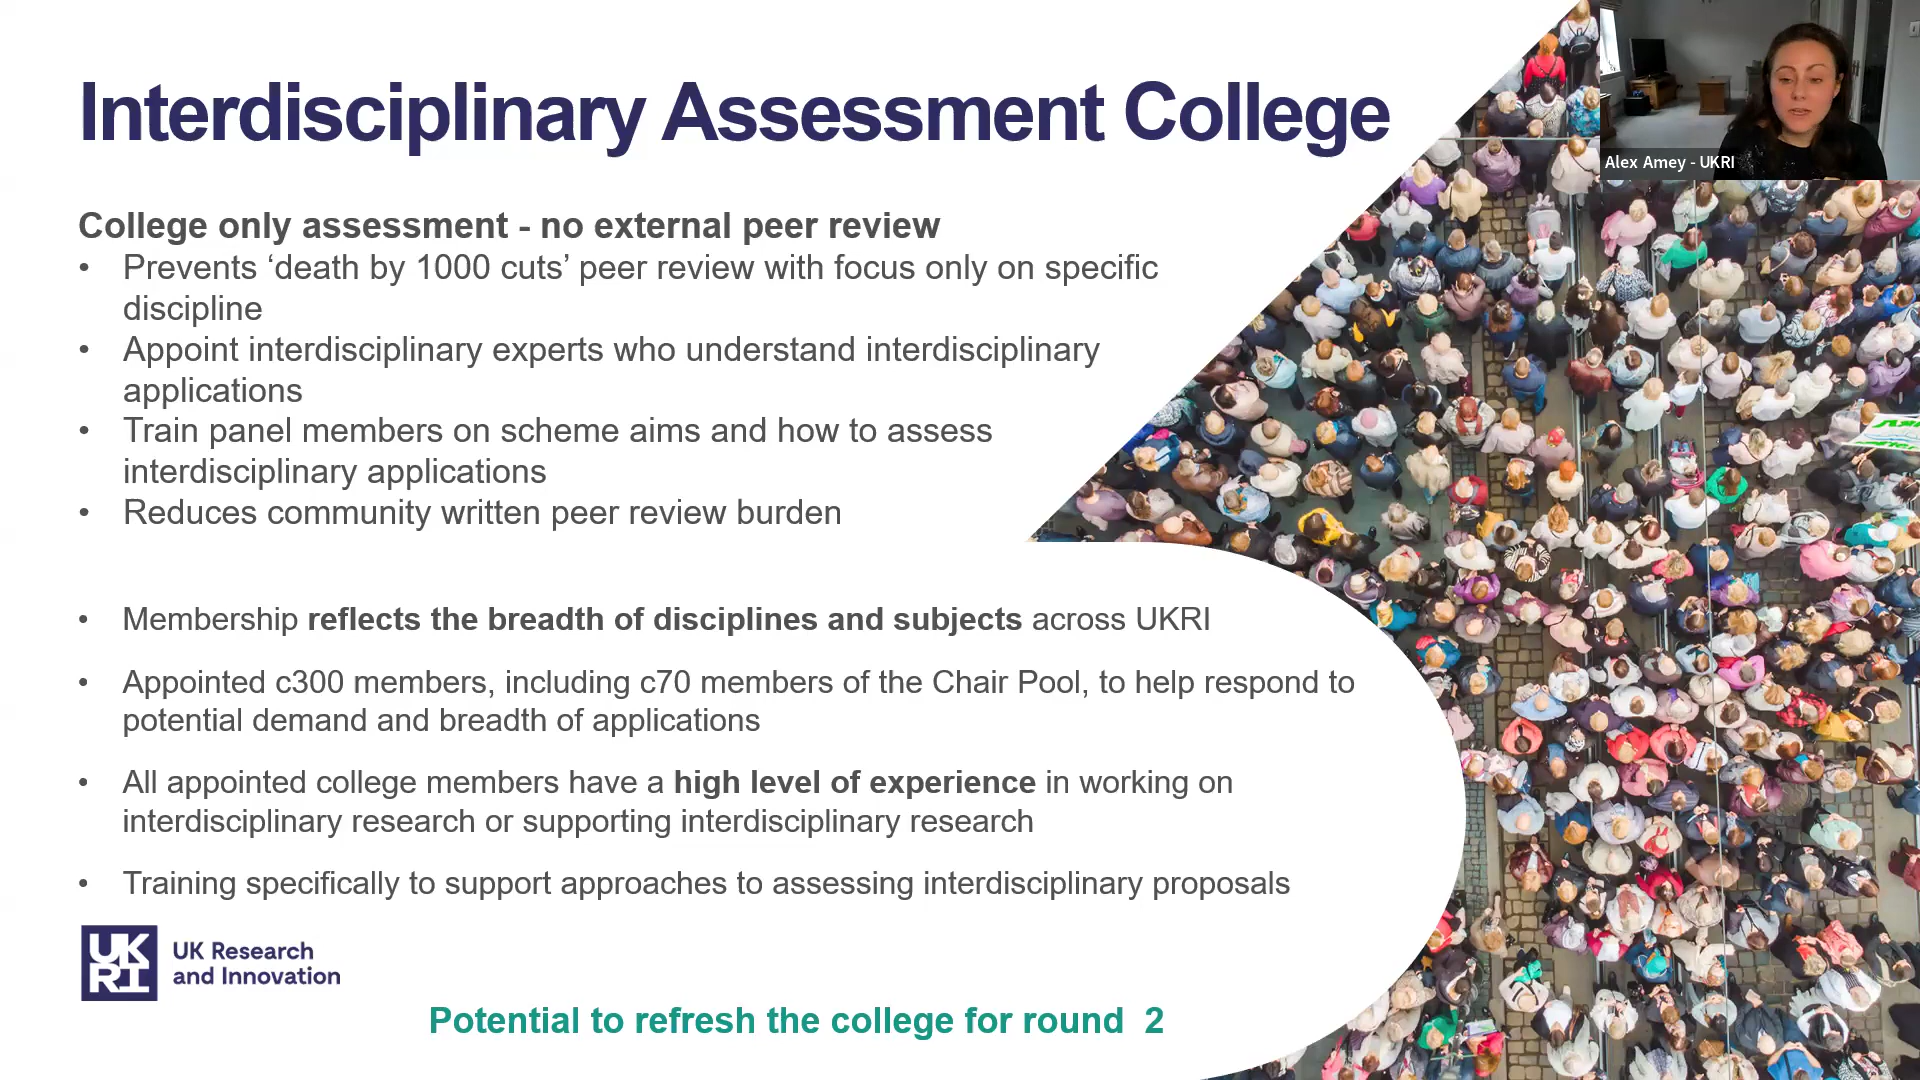 Interdisciplinary Assessment College
Alex Amey - UKRI
College only assessment - no external peer review
• Prevents ‘death by 1000 cuts’ peer review with focus only on specific
discipline
• Appoint interdisciplinary experts who understand interdisciplinary
applications
• Train panel members on scheme aims and how to assess
interdisciplinary applications
• Reduces community written peer review burden
• Membership reflects the breadth of disciplines and subjects across UKRI
• Appointed c300 members, including c70 members of the Chair Pool, to help respond to
potential demand and breadth of applications
• All appointed college members have a high level of experience in working on
interdisciplinary research or supporting interdisciplinary research
• Training specifically to support approaches to assessing interdisciplinary proposals
UK
RI
UK Research
and Innovation
Potential to refresh the college for round 2